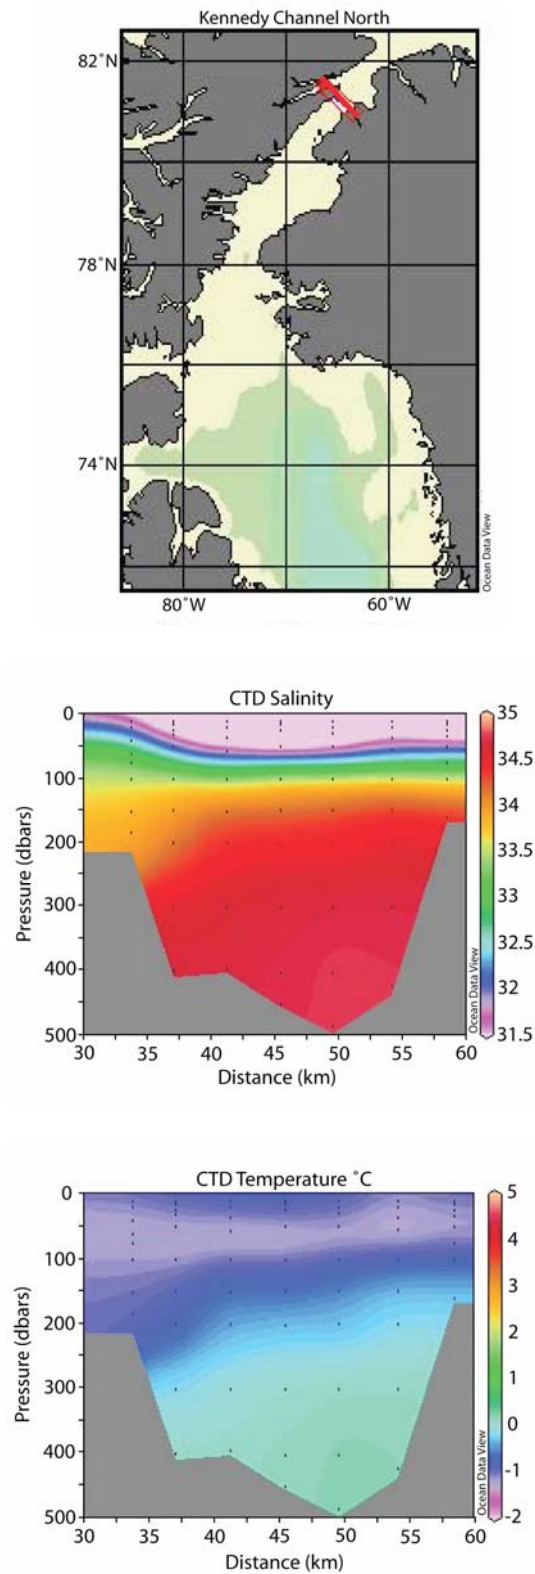 Kennedy Channel North
82˚N
78˚N
74˚N
80˚W
60˚W
Ocean Data View
CTD Salinity
0
100
200
300
400
500
Pressure (dbars)
30
35
40
45
50
55
60
Distance (km)
35
34.5
34
33.5
33
32.5
32
31.5
Ocean Data View
CTD Temperature ˚C
0
100
200
300
400
500
Pressure (dbars)
30
35
40
45
50
55
60
Distance (km)
5
4
3
2
1
0
-1
-2
Ocean Data View